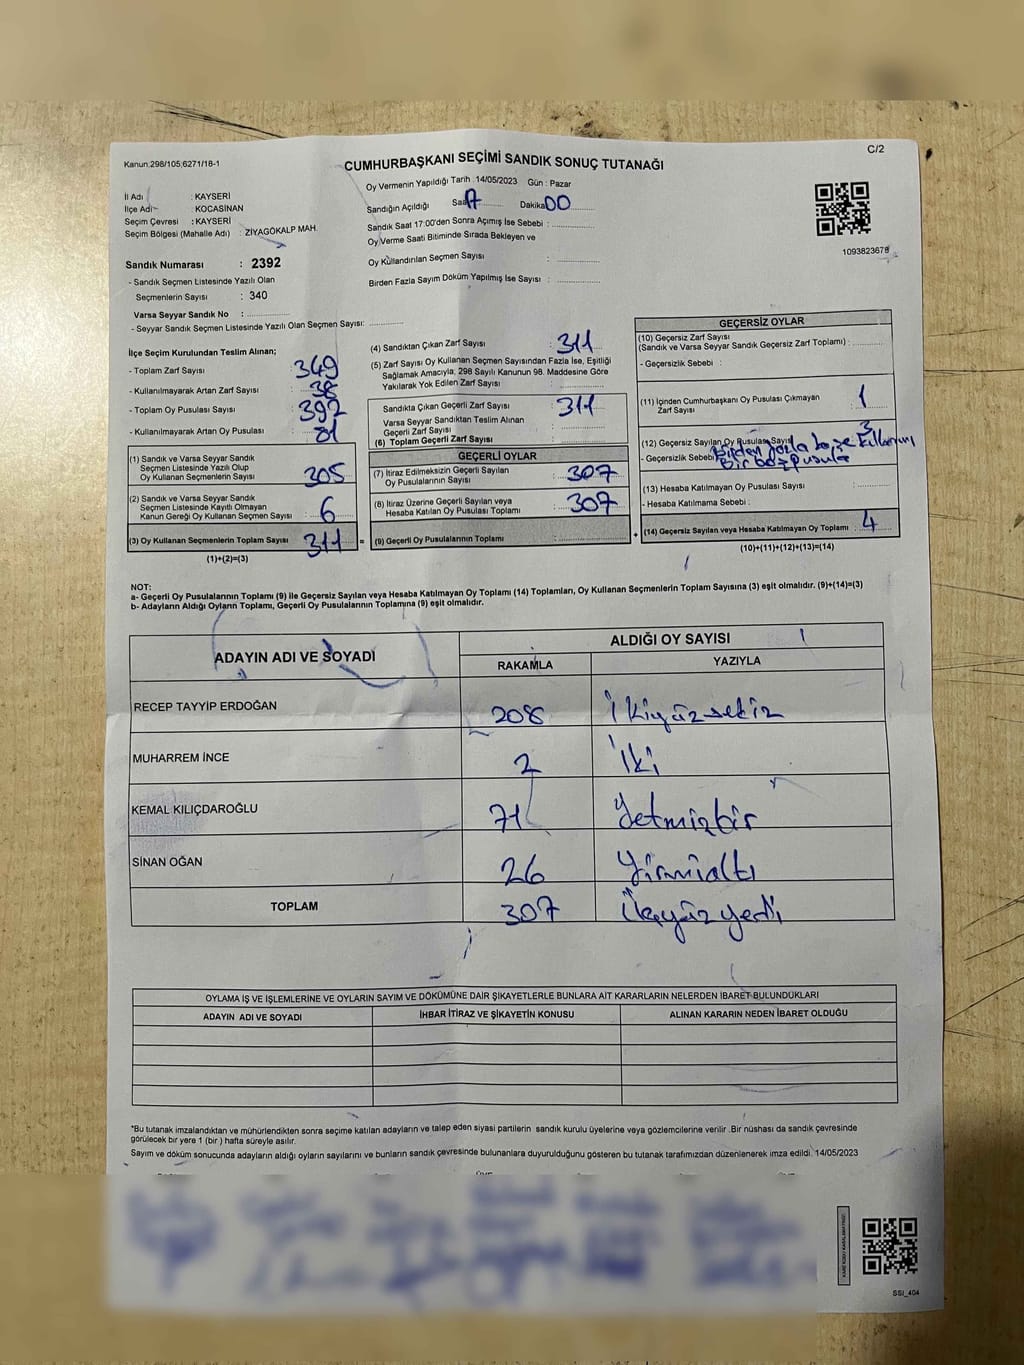 Kanun:298/105;6271/18-1
C/2
CUMHURBAŞKANI SEÇİMİ SANDIK SONUÇ TUTANAĞI
İl Adı : KAYSERİ
İlçe Adı : KOCASİNAN
Seçim Çevresi : KAYSERİ
Seçim Bölgesi (Mahalle Adı) : ZİYAGÖKALP MAH.
Oy Vermenin Yapıldığı Tarih : 14/05/2023 Gün : Pazar
Sandığın Açıldığı Saat 17 Dakika 00
Sandık Saat 17:00'den Sonra Açımış İse Sebebi :
Oy Verme Saati Bitiminde Sırada Bekleyen ve
Oy Kullandırılan Seçmen Sayısı :
Birden Fazla Sayım Döküm Yapılmış İse Sayısı :
1093823678
Sandık Numarası : 2392
- Sandık Seçmen Listesinde Yazılı Olan
Seçmenlerin Sayısı : 340
Varsa Seyyar Sandık No :
- Seyyar Sandık Seçmen Listesinde Yazılı Olan Seçmen Sayısı:
İlçe Seçim Kurulundan Teslim Alınan;
- Toplam Zarf Sayısı 349
- Kullanılmayarak Artan Zarf Sayısı 38
- Toplam Oy Pusulası Sayısı 392
- Kullanılmayarak Artan Oy Pusulası 81
(1) Sandık ve Varsa Seyyar Sandık
Seçmen Listesinde Yazılı Olup
Oy Kullanan Seçmenlerin Sayısı 305
(2) Sandık ve Varsa Seyyar Sandık
Seçmen Listesinde Kayıtlı Olmayan
Kanun Gereği Oy Kullanan Seçmen Sayısı 6
(3) Oy Kullanan Seçmenlerin Toplam Sayısı 311 =
(1)+(2)=(3)
(4) Sandıktan Çıkan Zarf Sayısı : 311
(5) Zarf Sayısı Oy Kullanan Seçmen Sayısından Fazla İse, Eşitliği
Sağlamak Amacıyla, 298 Sayılı Kanunun 98. Maddesine Göre
Yakılarak Yok Edilen Zarf Sayısı :
Sandıkta Çıkan Geçerli Zarf Sayısı : 311
Varsa Seyyar Sandıktan Teslim Alınan
Geçerli Zarf Sayısı :
(6) Toplam Geçerli Zarf Sayısı :
GEÇERLİ OYLAR
(7) İtiraz Edilmeksizin Geçerli Sayılan
Oy Pusulalarının Sayısı : 307
(8) İtiraz Üzerine Geçerli Sayılan veya
Hesaba Katılan Oy Pusulası Toplamı : 307
(9) Geçerli Oy Pusulalarının Toplamı : +
GEÇERSİZ OYLAR
(10) Geçersiz Zarf Sayısı
(Sandık ve Varsa Seyyar Sandık Geçersiz Zarf Toplamı) :
- Geçersizlik Sebebi :
(11) İçinden Cumhurbaşkanı Oy Pusulası Çıkmayan
Zarf Sayısı : 1
(12) Geçersiz Sayılan Oy Pusulası Sayısı 3
- Geçersizlik Sebebi Birden fazla kaşe kullanımı
Bir boş pusula
(13) Hesaba Katılmayan Oy Pusulası Sayısı :
- Hesaba Katılmama Sebebi :
(14) Geçersiz Sayılan veya Hesaba Katılmayan Oy Toplamı : 4
(10)+(11)+(12)+(13)=(14)
NOT:
a- Geçerli Oy Pusulalarının Toplamı (9) ile Geçersiz Sayılan veya Hesaba Katılmayan Oy Toplamı (14) Toplamları, Oy Kullanan Seçmenlerin Toplam Sayısına (3) eşit olmalıdır. (9)+(14)=(3)
b- Adayların Aldığı Oyların Toplamı, Geçerli Oy Pusulalarının Toplamına (9) eşit olmalıdır.
ADAYIN ADI VE SOYADI
ALDIĞI OY SAYISI
RAKAMLA YAZIYLA
RECEP TAYYİP ERDOĞAN 208 İkiyüzsekiz
MUHARREM İNCE 2 İki
KEMAL KILIÇDAROĞLU 71 Yetmizbir
SİNAN OĞAN 26 Yirmialtı
TOPLAM 307 Üçyüzyedi
OYLAMA İŞ VE İŞLEMLERİNE VE OYLARIN SAYIM VE DÖKÜMÜNE DAİR ŞİKAYETLERLE BUNLARA AİT KARARLARIN NELERDEN İBARET BULUNDUKLARI
ADAYIN ADI VE SOYADI İHBAR İTİRAZ VE ŞİKAYETİN KONUSU ALINAN KARARIN NEDEN İBARET OLDUĞU
*Bu tutanak imzalandıktan ve mühürlendikten sonra seçime katılan adayların ve talep eden siyasi partilerin sandık kurulu üyelerine veya gözlemcilerine verilir .Bir nüshası da sandık çevresinde
görülecek bir yere 1 (bir ) hafta süreyle asılır.
Sayım ve döküm sonucunda adayların aldığı oyların sayılarını ve bunların sandık çevresinde bulunanlara duyurulduğunu gösteren bu tutanak tarafımızdan düzenlenerek imza edildi. 14/05/2023
SSI_404